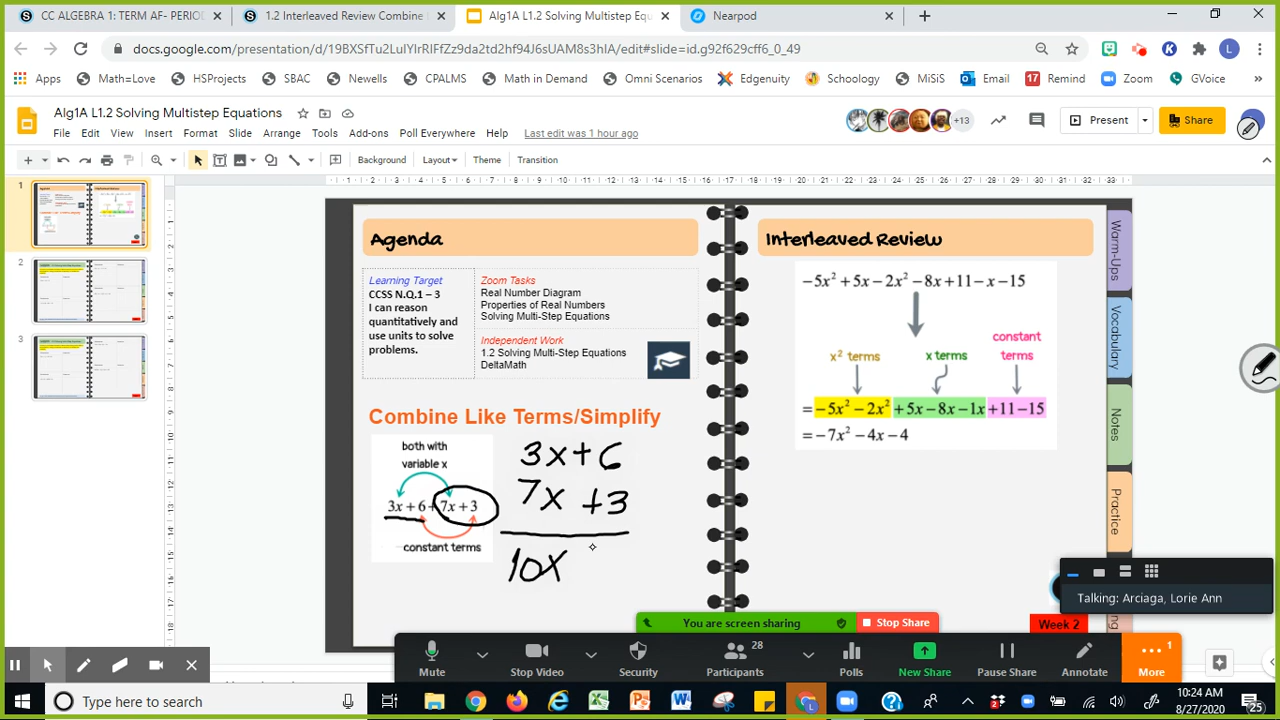 CC ALGEBRA 1: TERM AF- PERIOD
1.2 Interleaved Review Combine
Alg1A L1.2 Solving Multistep Equ
Nearpod
docs.google.com/presentation/d/19BXSfTu2LuIYlrRlFfZz9da2td2hf94J6sUAM8s3hIA/edit#slide=id.g92f629cff6_0_49
Apps
Math=Love
HSProjects
SBAC
Newells
CPALMS
Math in Demand
Omni Scenarios
Edgenuity
Schoology
MiSiS
Email
Remind
Zoom
GVoice
Alg1A L1.2 Solving Multistep Equations
+13
Present
Share
File Edit View Insert Format Slide Arrange Tools Add-ons Poll Everywhere Help Last edit was 1 hour ago
Background Layout Theme Transition
Agenda
Learning Target
CCSS N.Q.1 – 3
I can reason
quantitatively and
use units to solve
problems.
Zoom Tasks
Real Number Diagram
Properties of Real Numbers
Solving Multi-Step Equations
Independent Work
1.2 Solving Multi-Step Equations
DeltaMath
Combine Like Terms/Simplify
both with
variable x
3x + 6 + 7x + 3
constant terms
3x+6
7x +3
10x
Interleaved Review
−5x² + 5x − 2x² − 8x + 11 − x − 15
x² terms
x terms
constant
terms
= −5x² − 2x² + 5x − 8x − 1x + 11 − 15
= −7x² − 4x − 4
Warm-Ups
Vocabulary
Notes
Practice
Week 2
Talking: Arciaga, Lorie Ann
You are screen sharing
Stop Share
Mute
Stop Video
Security
28
Participants
Polls
New Share
Pause Share
Annotate
1
More
Type here to search
10:24 AM
8/27/2020
25